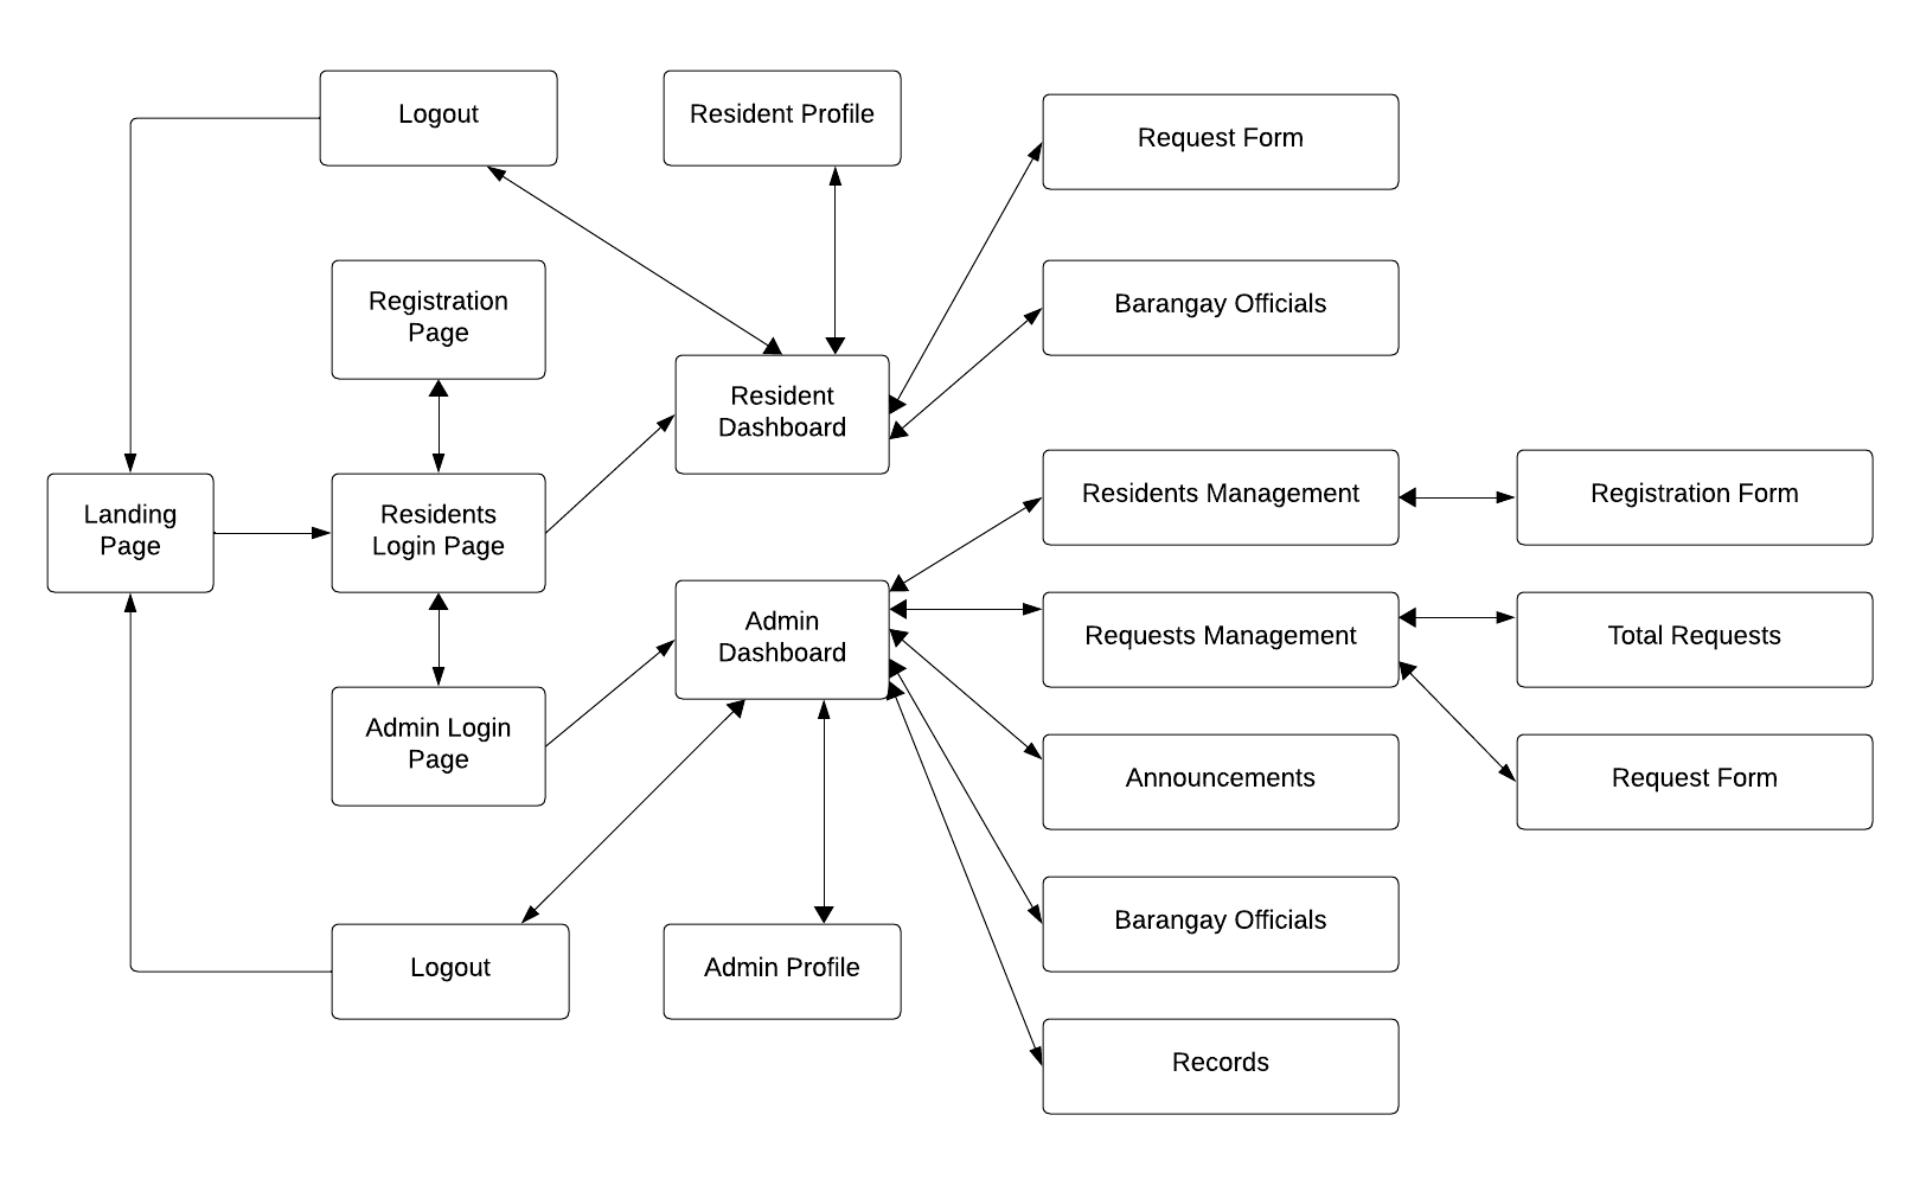 Logout
Resident Profile
Request Form
Registration
Page
Barangay Officials
Resident
Dashboard
Landing
Page
Residents
Login Page
Residents Management
Registration Form
Admin
Dashboard
Requests Management
Total Requests
Admin Login
Page
Announcements
Request Form
Barangay Officials
Logout
Admin Profile
Records